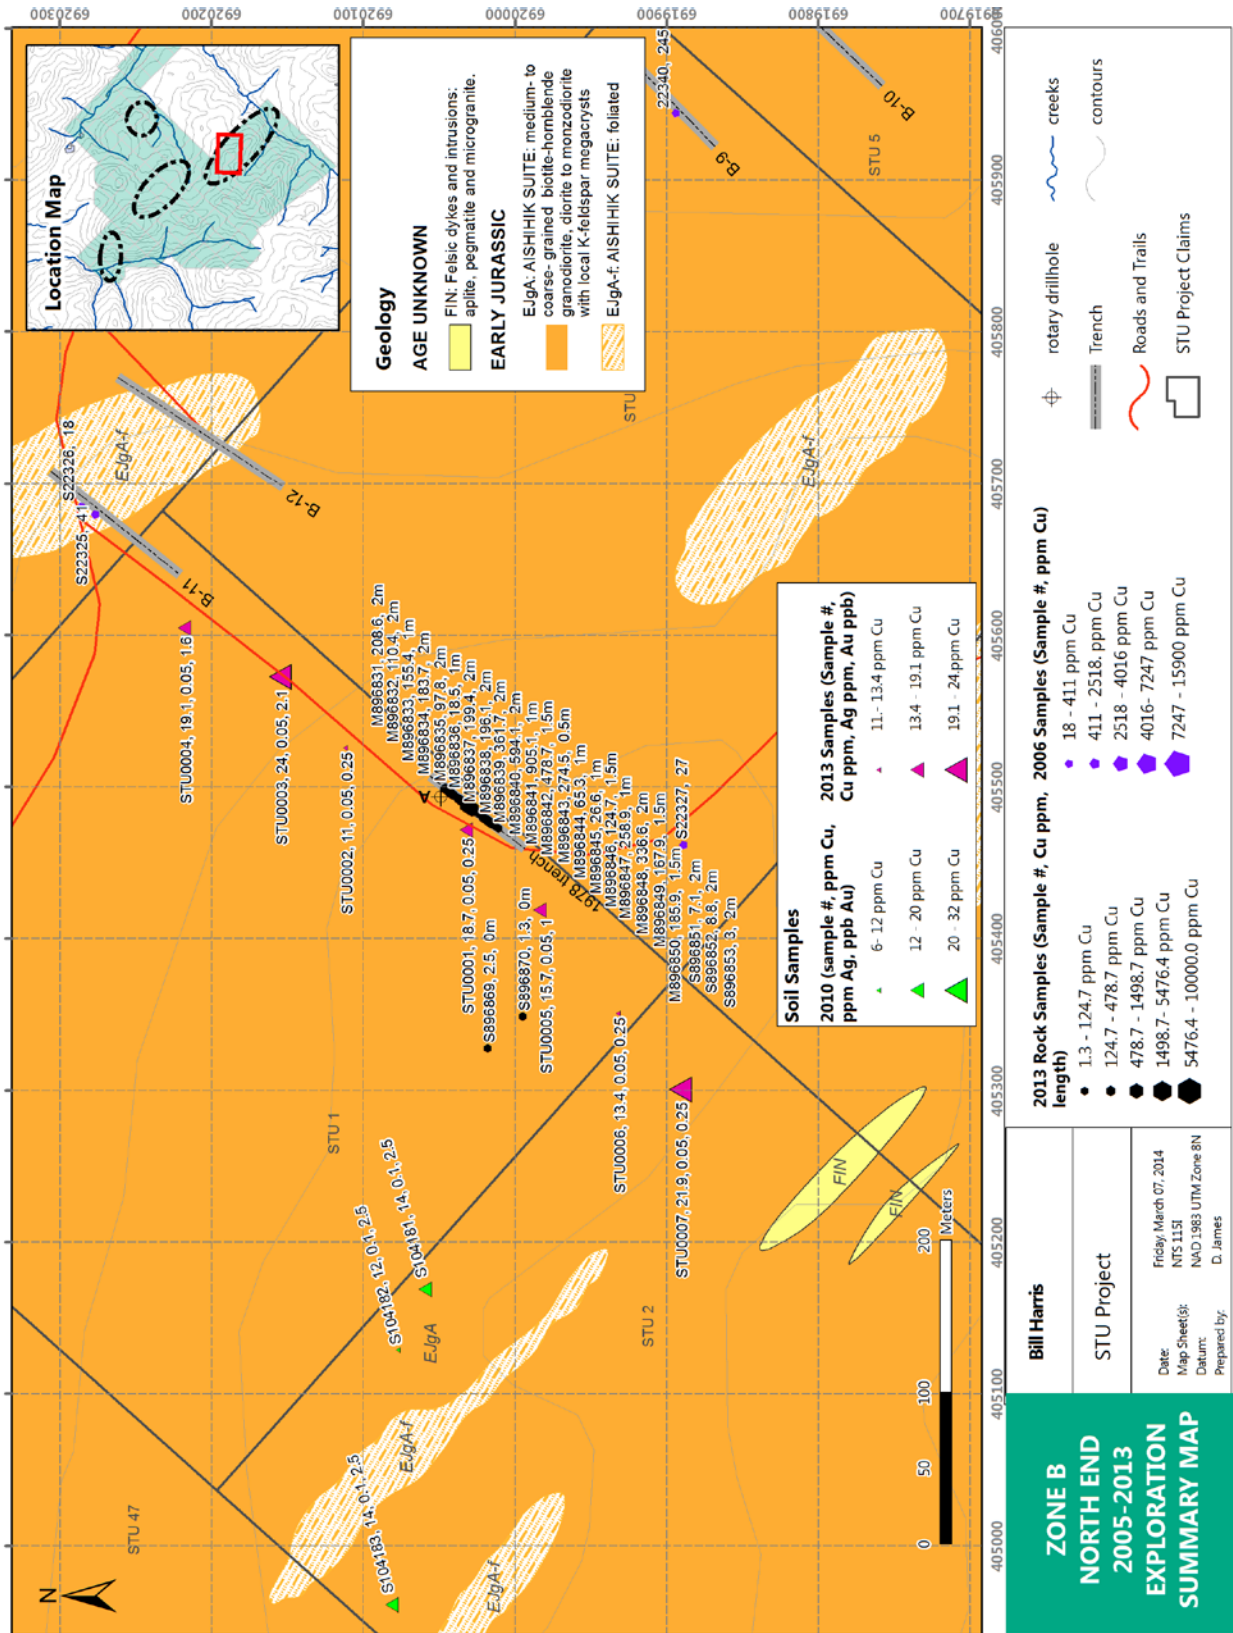 N
6920300
6920200
6920100
6920000
6919900
6919800
6919700
405000
405100
405200
405300
405400
405500
405600
405700
405800
405900
406000
Location Map
Geology
AGE UNKNOWN
FIN: Felsic dykes and intrusions:
aplite, pegmatite and microgranite.
EARLY JURASSIC
EJgA: AISHIHIK SUITE: medium- to
coarse- grained biotite-hornblende
granodiorite, diorite to monzodiorite
with local K-feldspar megacrysts
EJgA-f: AISHIHIK SUITE: foliated
STU 47
STU 1
STU 2
STU 5
STU
S104183, 14, 0.1, 2.5
S104182, 12, 0.1, 2.5
S104181, 14, 0.1, 2.5
EJgA
EJgA-f
EJgA-f
EJgA-f
EJgA-f
FIN
FIN
S22325, 41
S22326, 18
B-11
B-12
B-9
B-10
22340, 245
STU0004, 19.1, 0.05, 1.6
STU0003, 24, 0.05, 2.1
STU0002, 11, 0.05, 0.25
STU0001, 18.7, 0.05, 0.25
S896869, 2.5, 0m
S896870, 1.3, 0m
STU0005, 15.7, 0.05, 1
STU0006, 13.4, 0.05, 0.25
STU0007, 21.9, 0.05, 0.25
A
1978 trench
M896831, 208.6, 2m
M896832, 110.4, 2m
M896833, 155.4, 1m
M896834, 183.7, 2m
M896835, 97.8, 2m
M896836, 18.5, 1m
M896837, 199.4, 2m
M896838, 196.1, 2m
M896839, 361.7, 2m
M896840, 594.1, 2m
M896841, 905.1, 1m
M896842, 478.7, 1.5m
M896843, 274.5, 0.5m
M896844, 65.3, 1m
M896845, 26.6, 1m
M896846, 124.7, 1.5m
M896847, 258.9, 1m
M896848, 336.6, 2m
M896849, 167.9, 1.5m
M896850, 185.9, 1.5m
S896851, 7.1, 2m
S896852, 8.8, 2m
S896853, 3, 2m
S22327, 27
Soil Samples
2010 (sample #, ppm Cu,
ppm Ag, ppb Au)
6- 12 ppm Cu
12 - 20 ppm Cu
20 - 32 ppm Cu
2013 Samples (Sample #,
Cu ppm, Ag ppm, Au ppb)
11.- 13.4 ppm Cu
13.4 - 19.1 ppm Cu
19.1 - 24.ppm Cu
0
50
100
200
Meters
ZONE B
NORTH END
2005-2013
EXPLORATION
SUMMARY MAP
Bill Harris
STU Project
Date: Friday, March 07, 2014
Map Sheet(s): NTS 115I
Datum: NAD 1983 UTM Zone 8N
Prepared by: D. James
2013 Rock Samples (Sample #, Cu ppm,
length)
1.3 - 124.7 ppm Cu
124.7 - 478.7 ppm Cu
478.7 - 1498.7 ppm Cu
1498.7- 5476.4 ppm Cu
5476.4 - 10000.0 ppm Cu
2006 Samples (Sample #, ppm Cu)
18 - 411 ppm Cu
411 - 2518. ppm Cu
2518 - 4016 ppm Cu
4016- 7247 ppm Cu
7247 - 15900 ppm Cu
rotary drillhole
Trench
Roads and Trails
STU Project Claims
creeks
contours